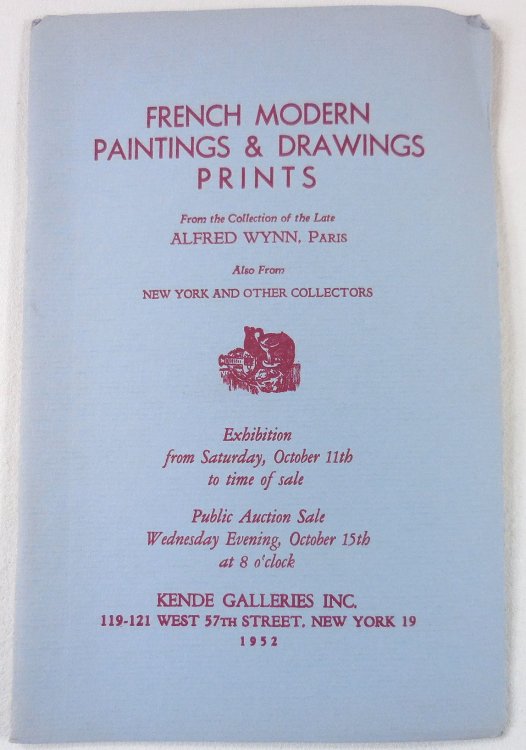 FRENCH MODERN
PAINTINGS & DRAWINGS
PRINTS
From the Collection of the Late
ALFRED WYNN, PARIS
Also From
NEW YORK AND OTHER COLLECTORS
Exhibition
from Saturday, October 11th
to time of sale
Public Auction Sale
Wednesday Evening, October 15th
at 8 o'clock
KENDE GALLERIES INC.
119-121 WEST 57TH STREET, NEW YORK 19
1952